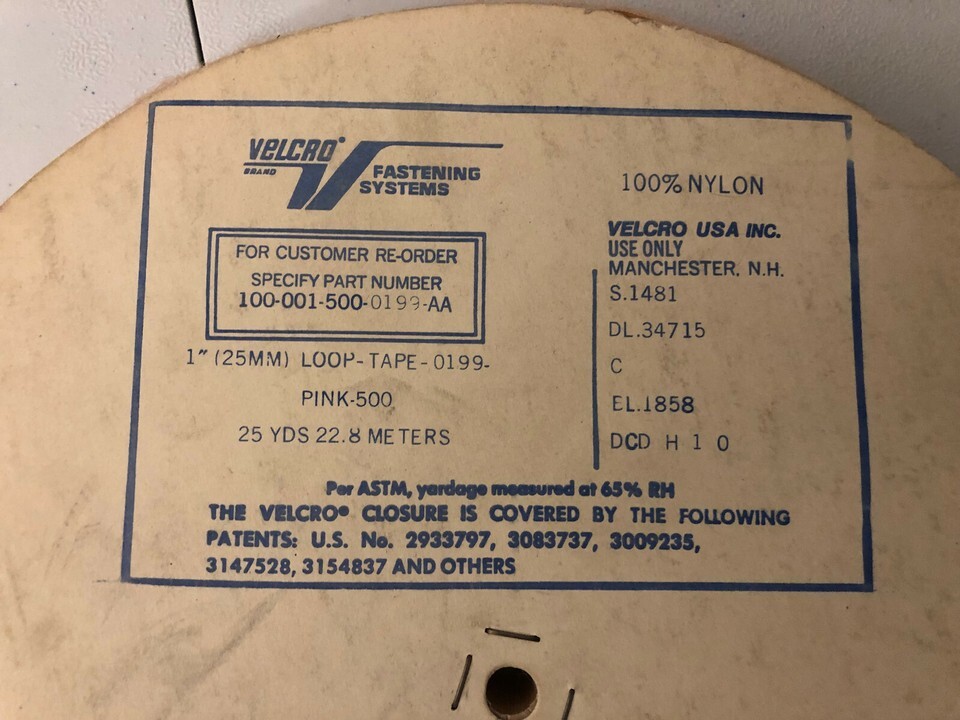 VELCRO®
BRAND
FASTENING
SYSTEMS
FOR CUSTOMER RE-ORDER
SPECIFY PART NUMBER
100-001-500-0199-AA
1" (25MM) LOOP-TAPE-0199-
PINK-500
25 YDS 22.8 METERS
100% NYLON
VELCRO USA INC.
USE ONLY
MANCHESTER, N.H.
S.1481
DL.34715
C
EL.1858
DCD H 1 0
Per ASTM, yardage measured at 65% RH
THE VELCRO® CLOSURE IS COVERED BY THE FOLLOWING
PATENTS: U.S. No. 2933797, 3083737, 3009235,
3147528, 3154837 AND OTHERS